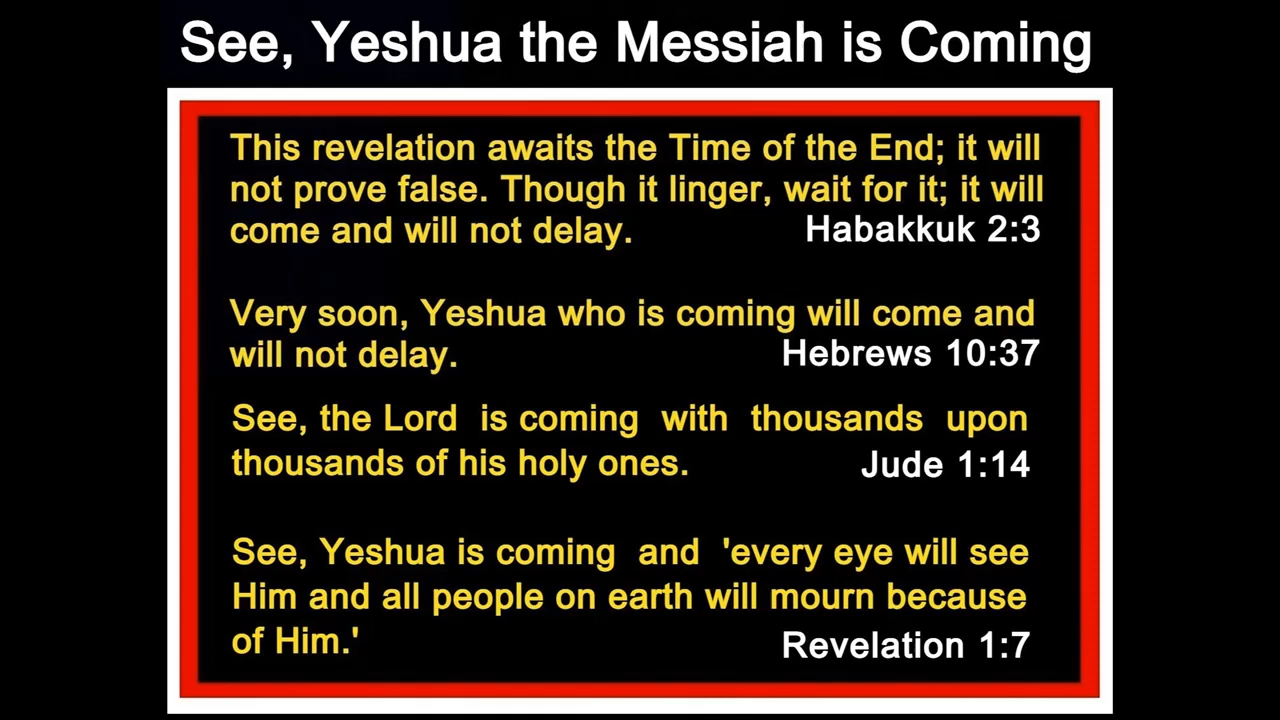 See, Yeshua the Messiah is Coming
This revelation awaits the Time of the End; it will
not prove false. Though it linger, wait for it; it will
come and will not delay. Habakkuk 2:3
Very soon, Yeshua who is coming will come and
will not delay. Hebrews 10:37
See, the Lord is coming with thousands upon
thousands of his holy ones. Jude 1:14
See, Yeshua is coming and 'every eye will see
Him and all people on earth will mourn because
of Him.' Revelation 1:7